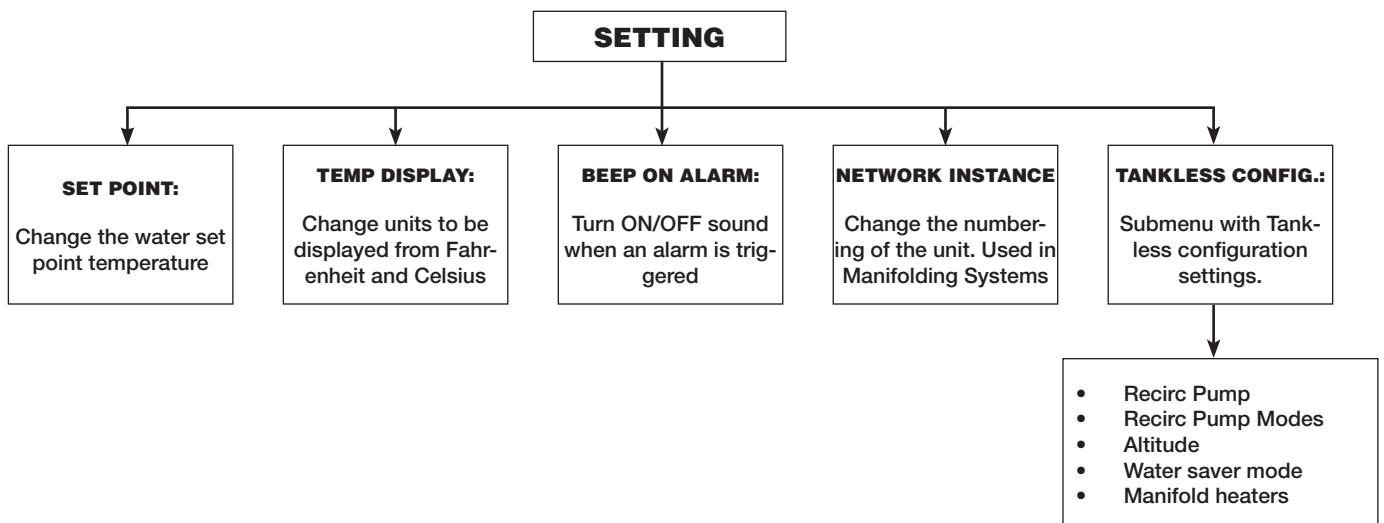 SETTING
SET POINT:
Change the water set
point temperature
TEMP DISPLAY:
Change units to be
displayed from Fahr-
enheit and Celsius
BEEP ON ALARM:
Turn ON/OFF sound
when an alarm is trig-
gered
NETWORK INSTANCE
Change the number-
ing of the unit. Used in
Manifolding Systems
TANKLESS CONFIG.:
Submenu with Tank-
less configuration
settings.
• Recirc Pump
• Recirc Pump Modes
• Altitude
• Water saver mode
• Manifold heaters